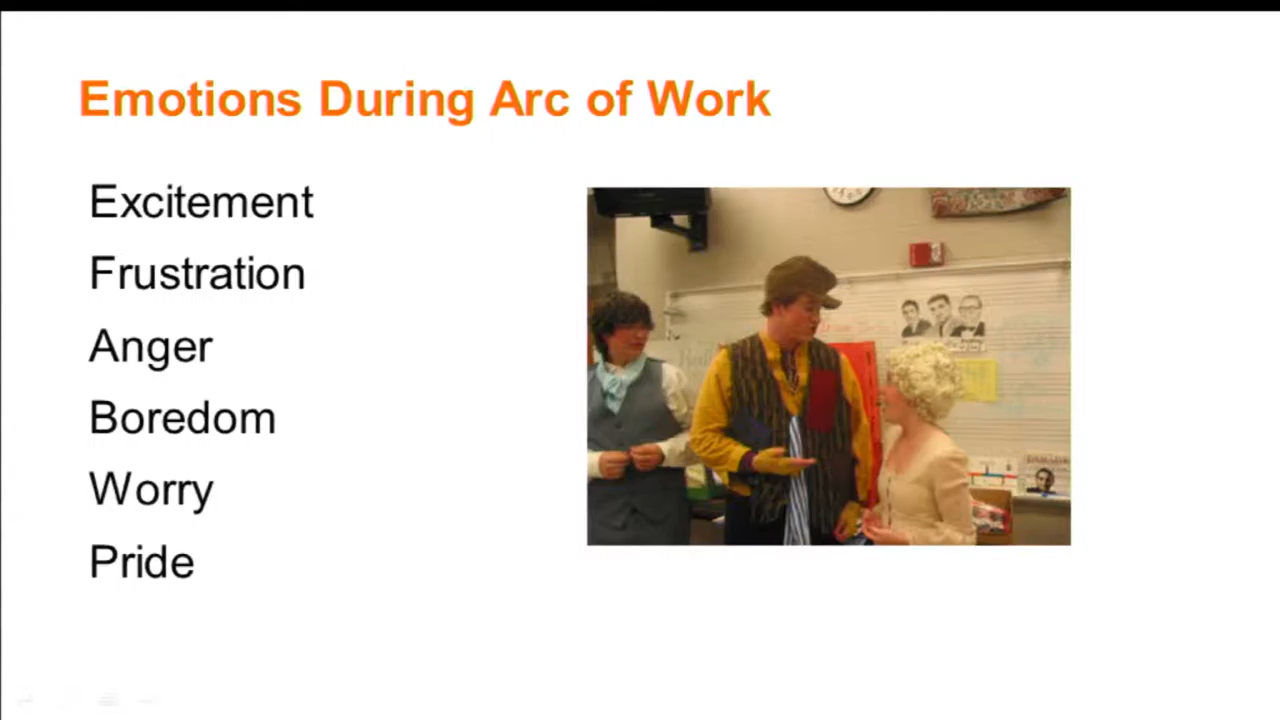 Emotions During Arc of Work
Excitement
Frustration
Anger
Boredom
Worry
Pride